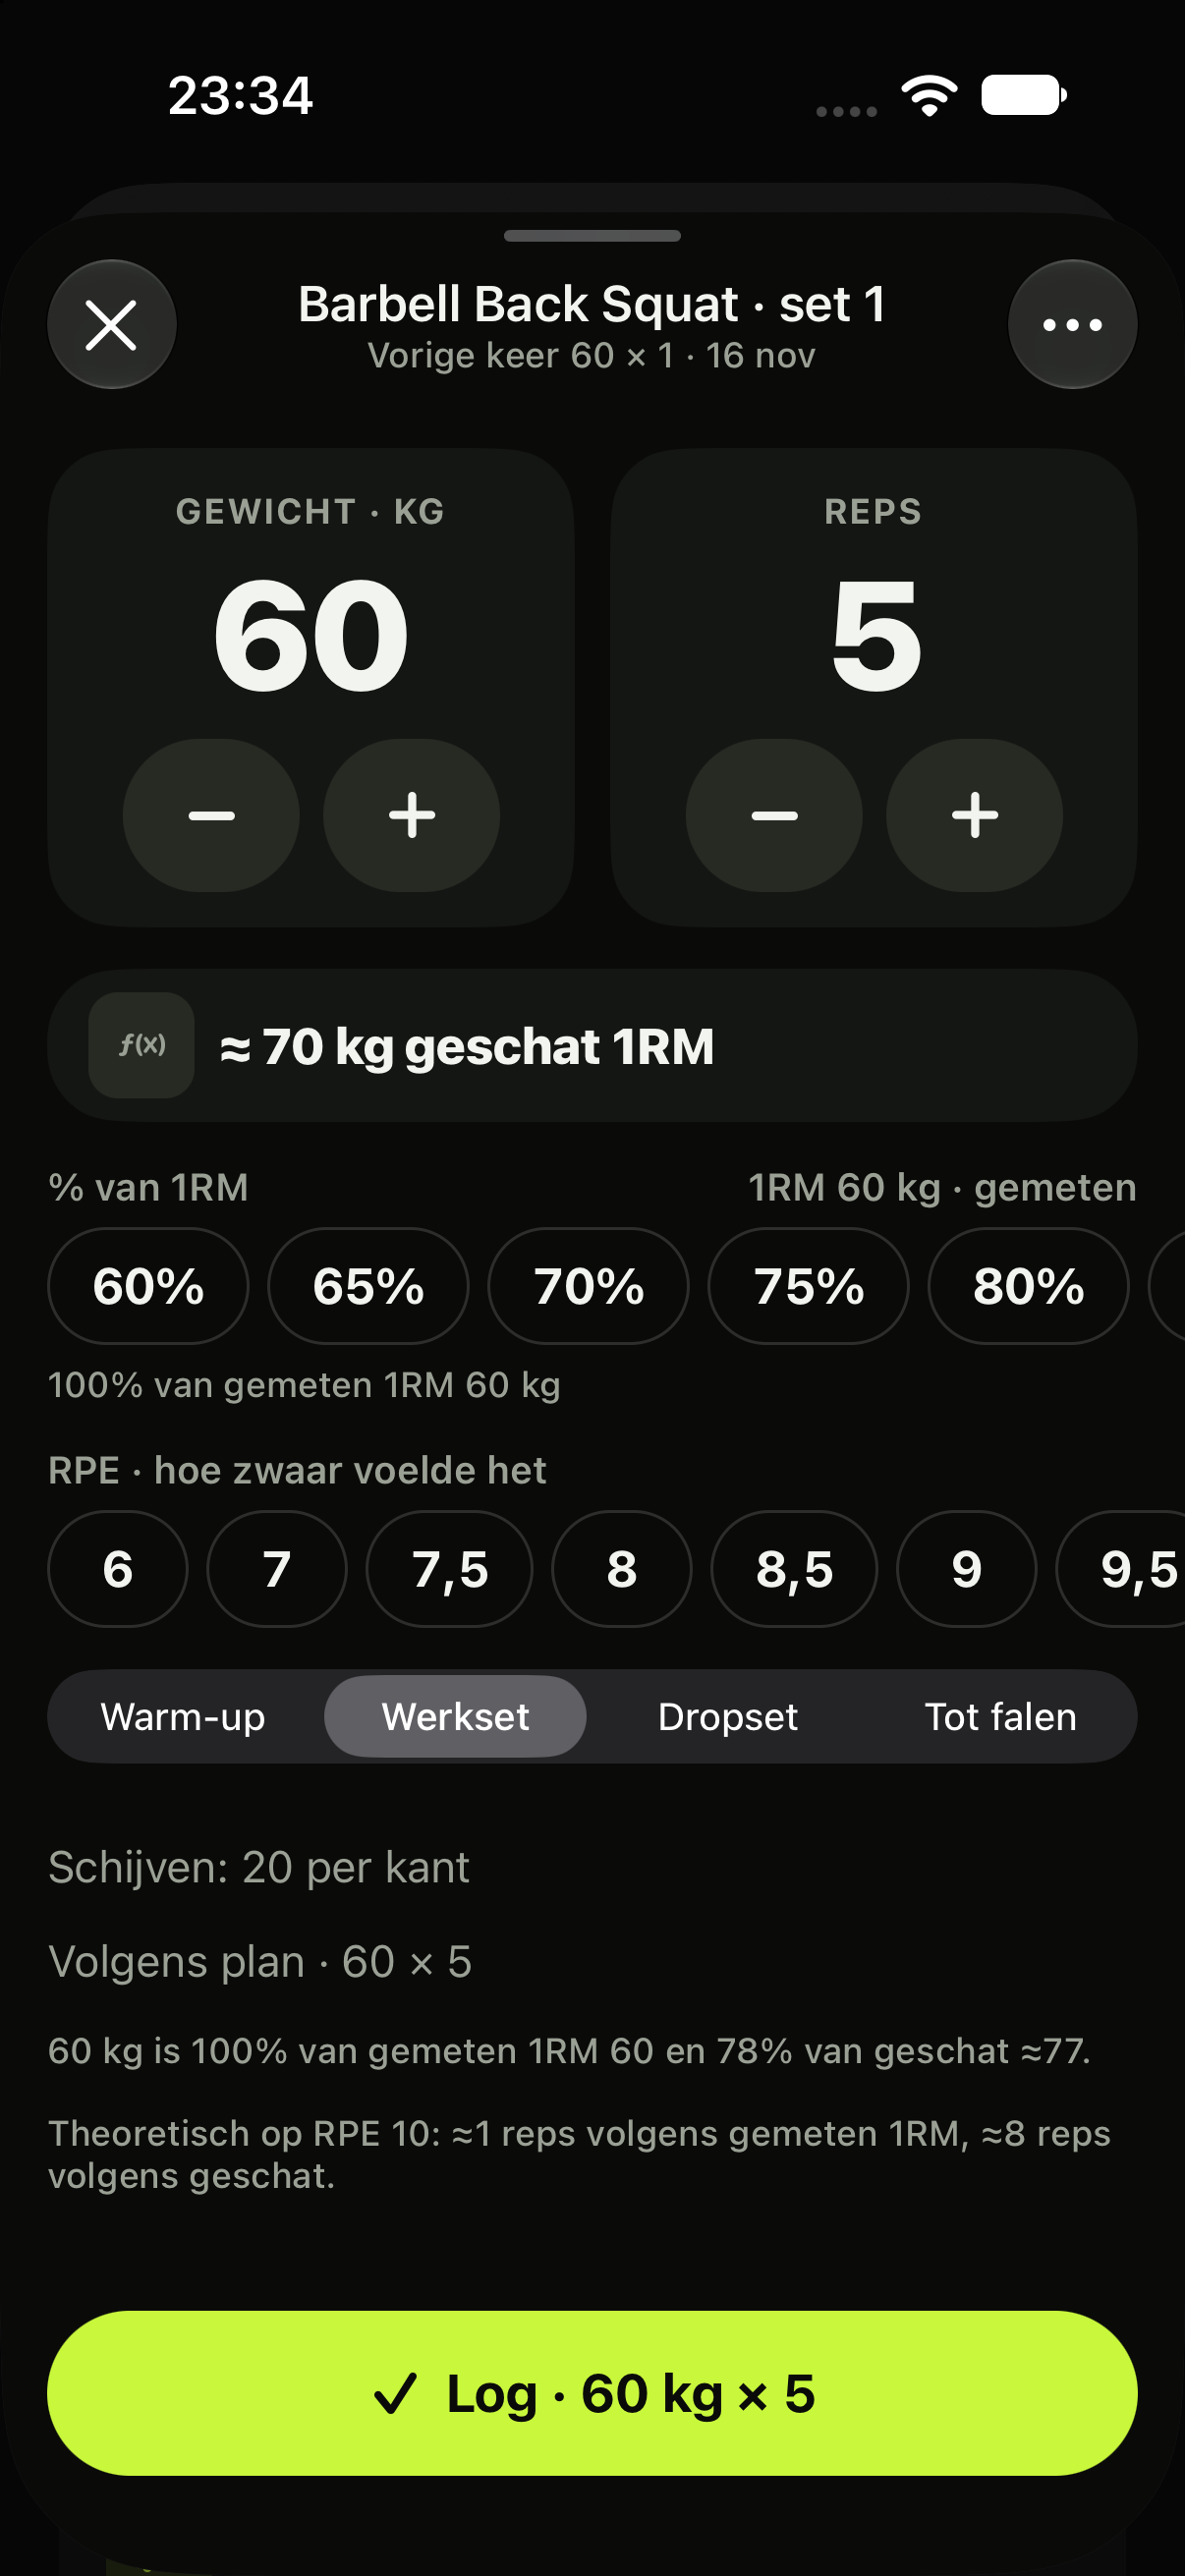 23:34
Barbell Back Squat · set 1
Vorige keer 60 × 1 · 16 nov
GEWICHT · KG
60
REPS
5
ƒ(x)
≈ 70 kg geschat 1RM
% van 1RM
1RM 60 kg · gemeten
60% 65% 70% 75% 80%
100% van gemeten 1RM 60 kg
RPE · hoe zwaar voelde het
6 7 7,5 8 8,5 9 9,5
Warm-up Werkset Dropset Tot falen
Schijven: 20 per kant
Volgens plan · 60 × 5
60 kg is 100% van gemeten 1RM 60 en 78% van geschat ≈77.
Theoretisch op RPE 10: ≈1 reps volgens gemeten 1RM, ≈8 reps
volgens geschat.
✓ Log · 60 kg × 5